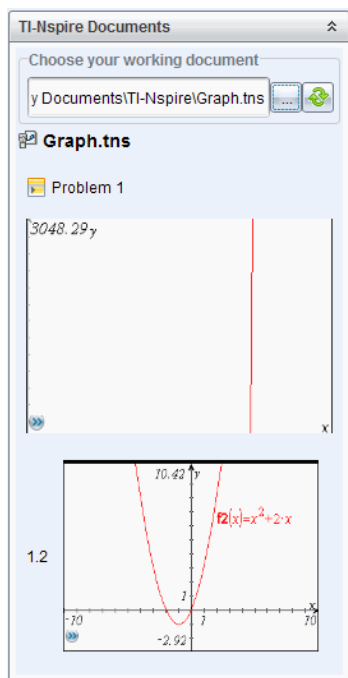 TI-Nspire Documents
Choose your working document
y Documents\TI-Nspire\Graph.tns ...
Graph.tns
Problem 1
3048.29 y
x
1.2
10.42 y
f2(x)=x²+2·x
1
x
-10 1 10
-2.92